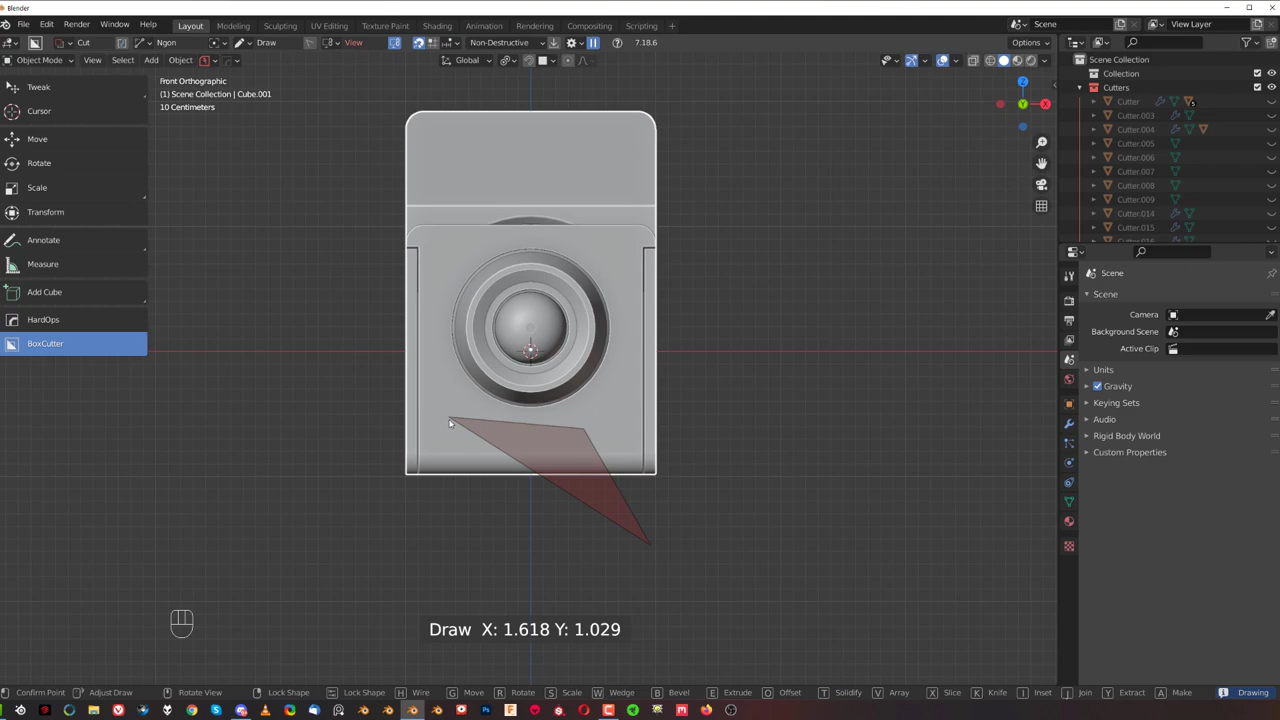 Blender
File Edit Render Window Help Layout Modeling Sculpting UV Editing Texture Paint Shading Animation Rendering Compositing Scripting + Scene View Layer
Cut Ngon Draw View Non-Destructive 7.18.6 Options
Object Mode View Select Add Object Global
Front Orthographic
(1) Scene Collection | Cube.001
10 Centimeters
Tweak
Cursor
Move
Rotate
Scale
Transform
Annotate
Measure
Add Cube
HardOps
BoxCutter
Z
Y
X
Scene Collection
Collection
Cutters
Cutter 5
Cutter.003
Cutter.004
Cutter.005
Cutter.006
Cutter.007
Cutter.008
Cutter.009
Cutter.014
Cutter.015
Scene
Scene
Camera
Background Scene
Active Clip
Units
Gravity
Keying Sets
Audio
Rigid Body World
Custom Properties
Draw X: 1.618 Y: 1.029
Confirm Point Adjust Draw Rotate View Lock Shape Lock Shape H Wire G Move R Rotate S Scale W Wedge B Bevel E Extrude O Offset T Solidify V Array X Slice K Knife I Inset J Join Y Extract A Make Drawing